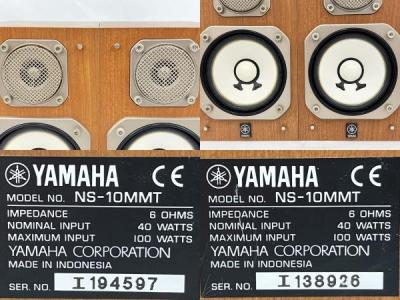 YAMAHA CE
MODEL NO. NS-10MMT
IMPEDANCE 6 OHMS
NOMINAL INPUT 40 WATTS
MAXIMUM INPUT 100 WATTS
YAMAHA CORPORATION
MADE IN INDONESIA
SER. NO. I 194597
YAMAHA CE
MODEL NO. NS-10MMT
IMPEDANCE 6 OHMS
NOMINAL INPUT 40 WATTS
MAXIMUM INPUT 100 WATTS
YAMAHA CORPORATION
MADE IN INDONESIA
SER. NO. I 138926